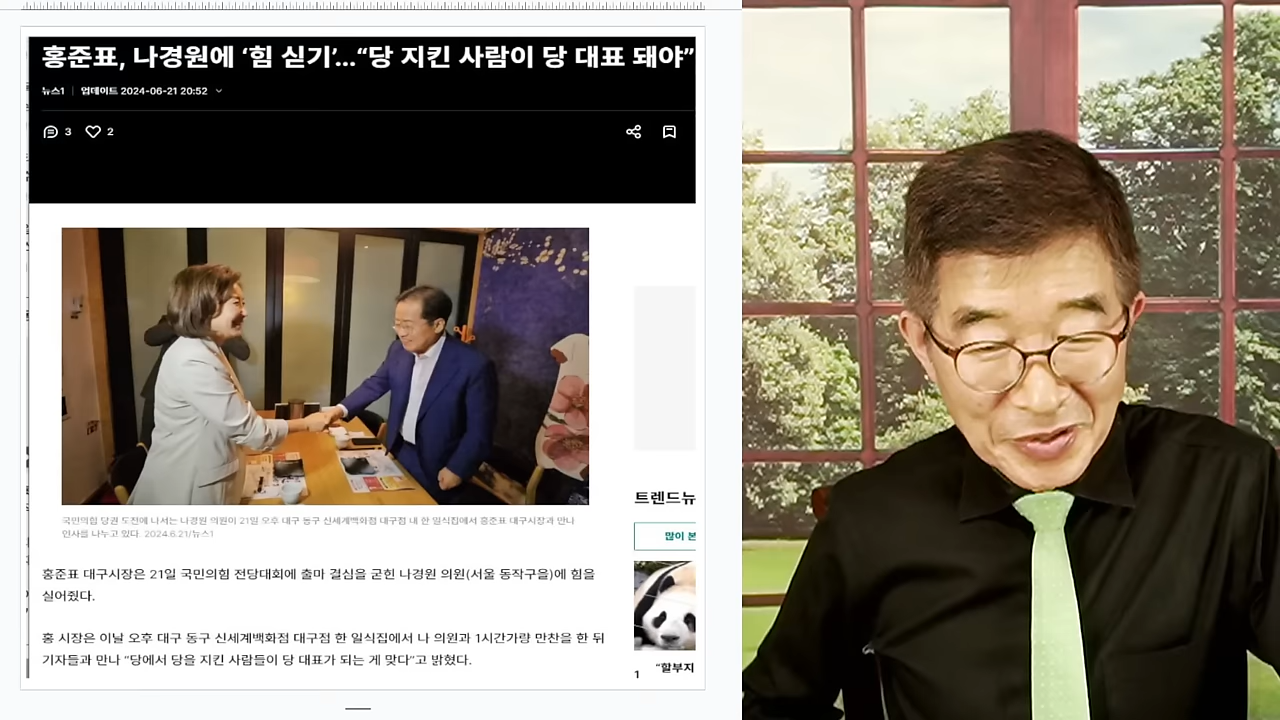 홍준표, 나경원에 ‘힘 싣기’…“당 지킨 사람이 당 대표 돼야”
뉴스1 | 업데이트 2024-06-21 20:52
3 2
국민의힘 당권 도전에 나서는 나경원 의원이 21일 오후 대구 동구 신세계백화점 대구점 내 한 일식집에서 홍준표 대구시장과 만나
인사를 나누고 있다. 2024.6.21/뉴스1
홍준표 대구시장은 21일 국민의힘 전당대회에 출마 결심을 굳힌 나경원 의원(서울 동작구을)에 힘을
실어줬다.
홍 시장은 이날 오후 대구 동구 신세계백화점 대구점 한 일식집에서 나 의원과 1시간가량 만찬을 한 뒤
기자들과 만나 “당에서 당을 지킨 사람들이 당 대표가 되는 게 맞다”고 밝혔다.
트렌드뉴
많이 본
1 “할부지